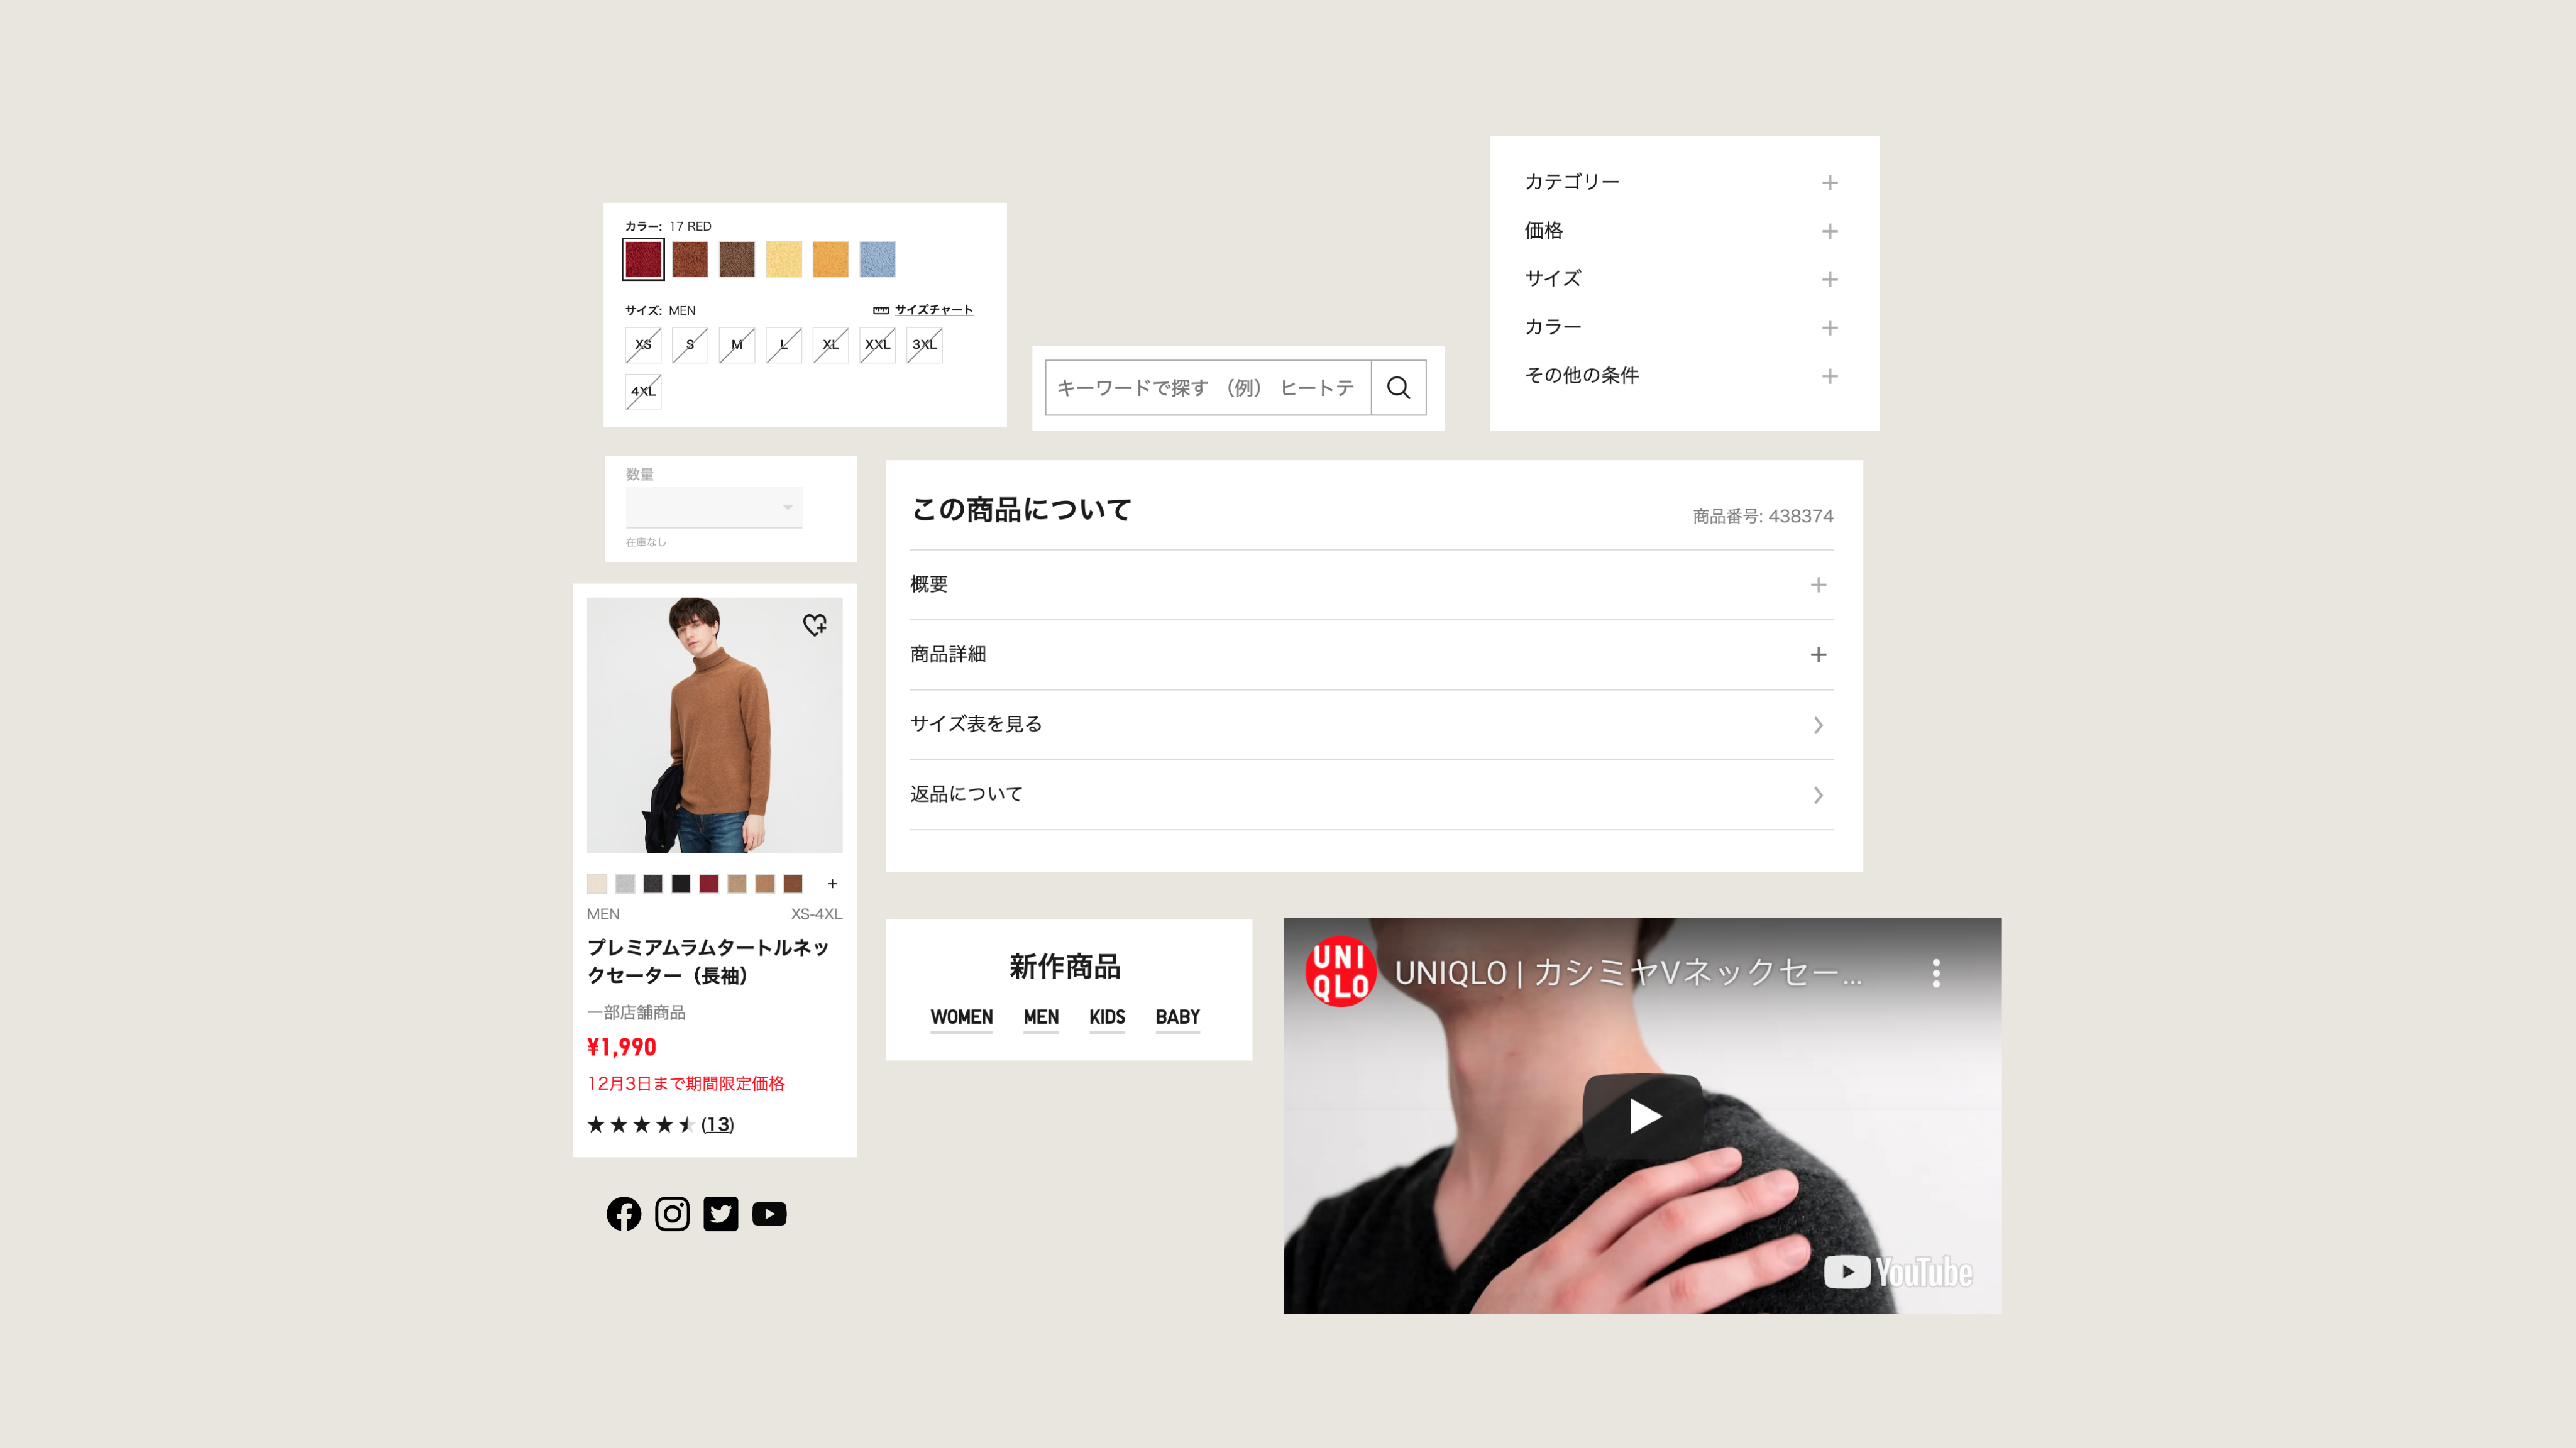 カラー: 17 RED
サイズ: MEN
サイズチャート
XS S M L XL XXL 3XL
4XL
キーワードで探す （例） ヒートテ
カテゴリー
価格
サイズ
カラー
その他の条件
数量
在庫なし
この商品について
商品番号: 438374
概要
商品詳細
サイズ表を見る
返品について
MEN XS-4XL
プレミアムラムタートルネッ
クセーター（長袖）
一部店舗商品
¥1,990
12月3日まで期間限定価格
(13)
新作商品
WOMEN MEN KIDS BABY
UNI
QLO
UNIQLO | カシミヤVネックセー...
YouTube